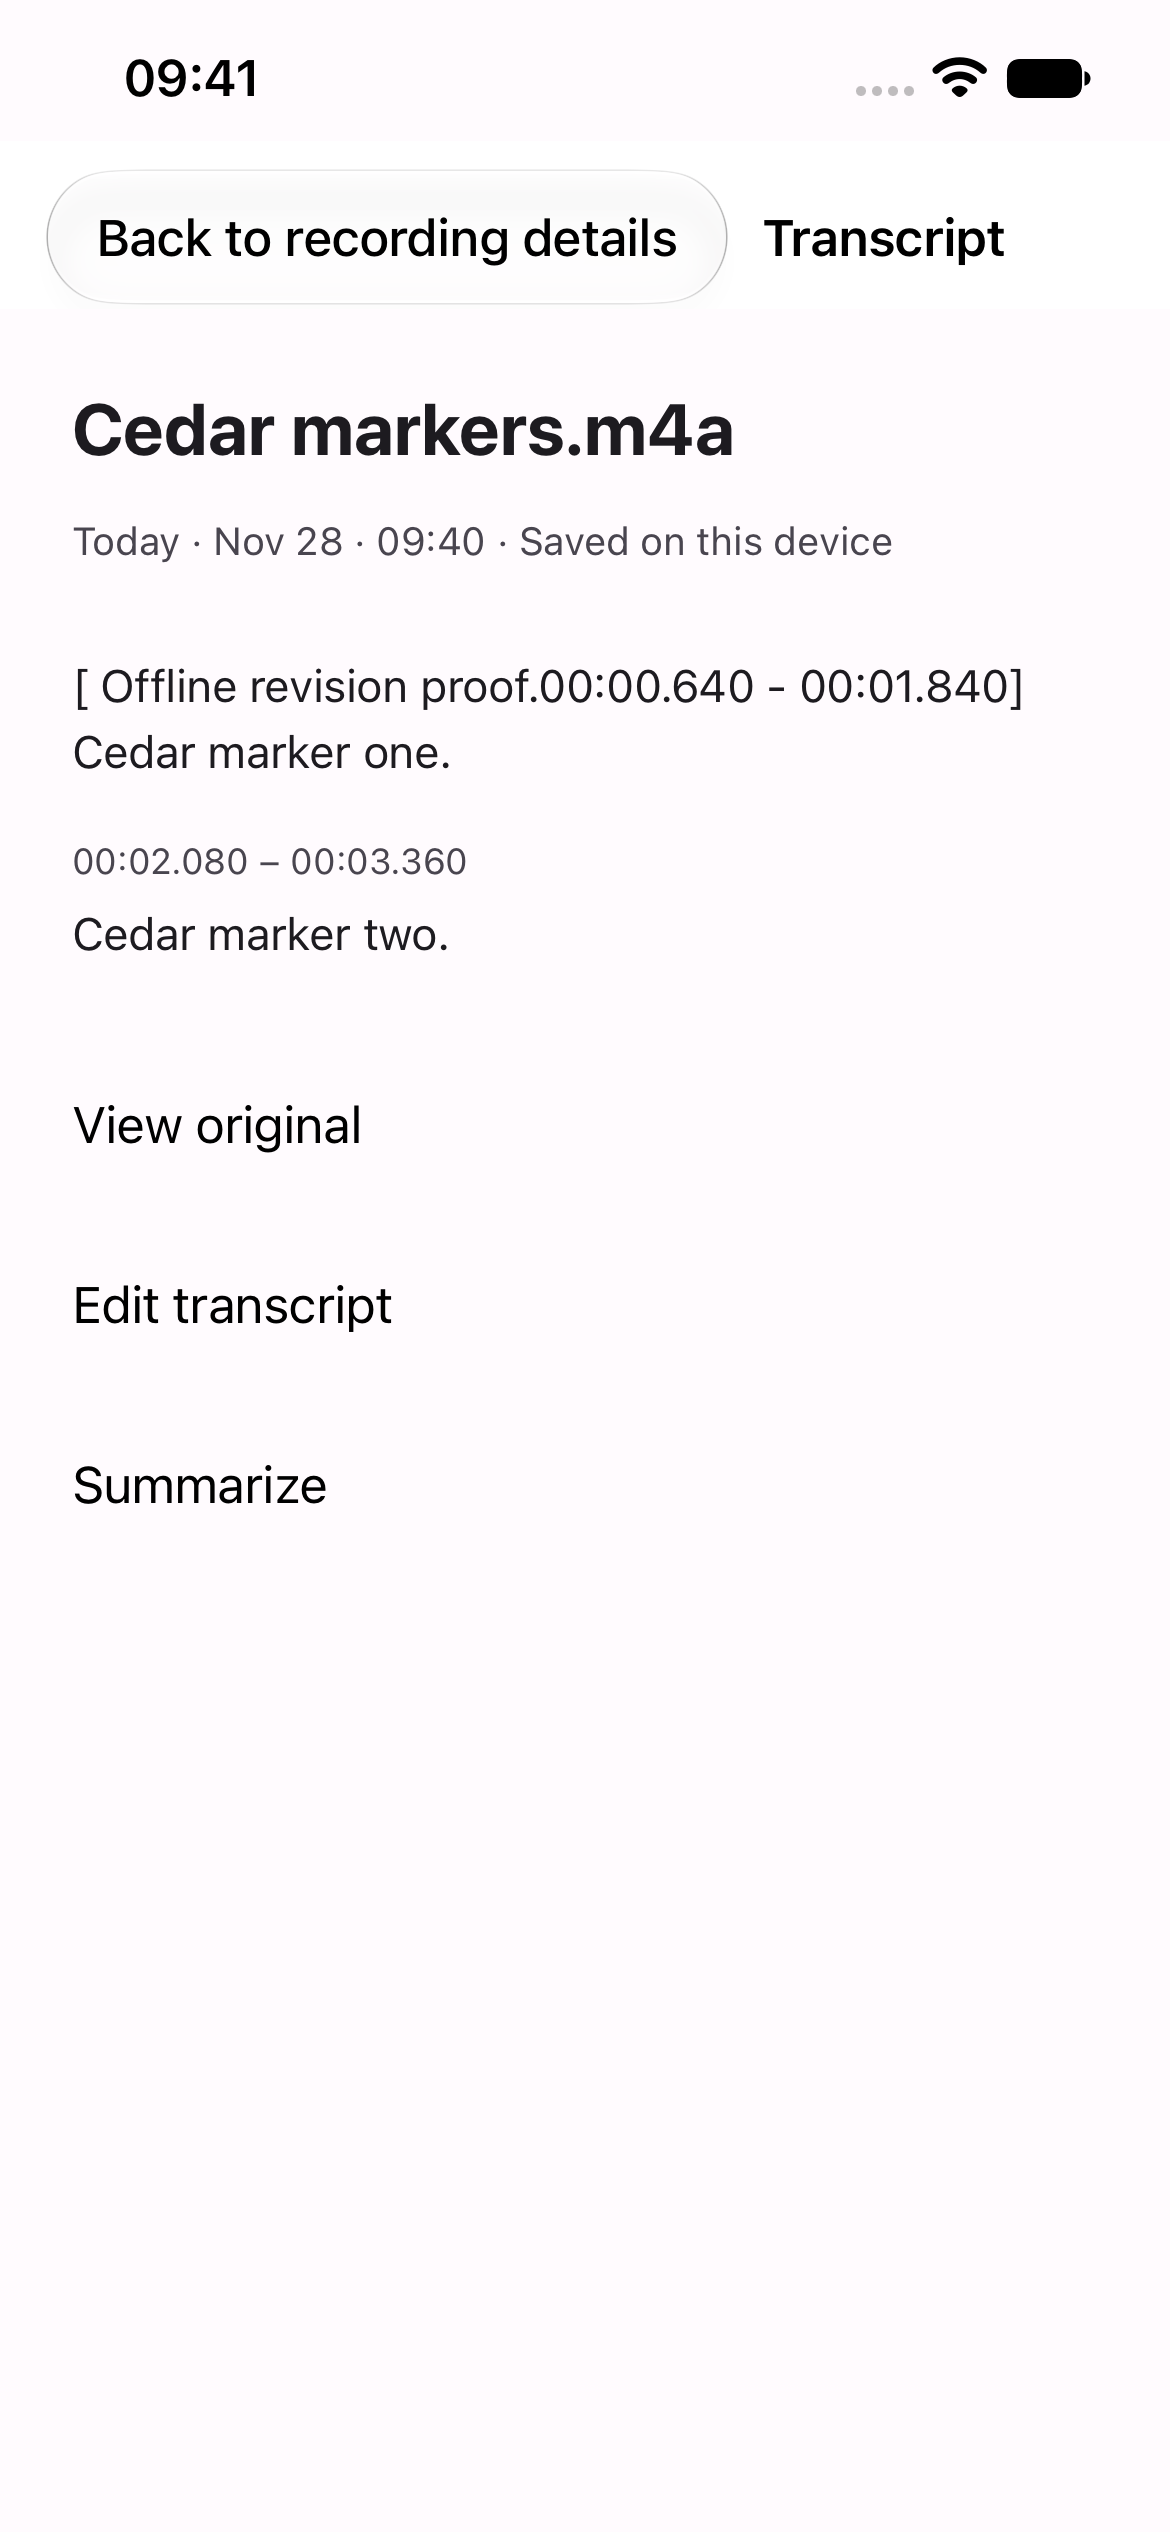 09:41
Back to recording details Transcript
Cedar markers.m4a
Today · Nov 28 · 09:40 · Saved on this device
[ Offline revision proof.00:00.640 - 00:01.840]
Cedar marker one.
00:02.080 – 00:03.360
Cedar marker two.
View original
Edit transcript
Summarize